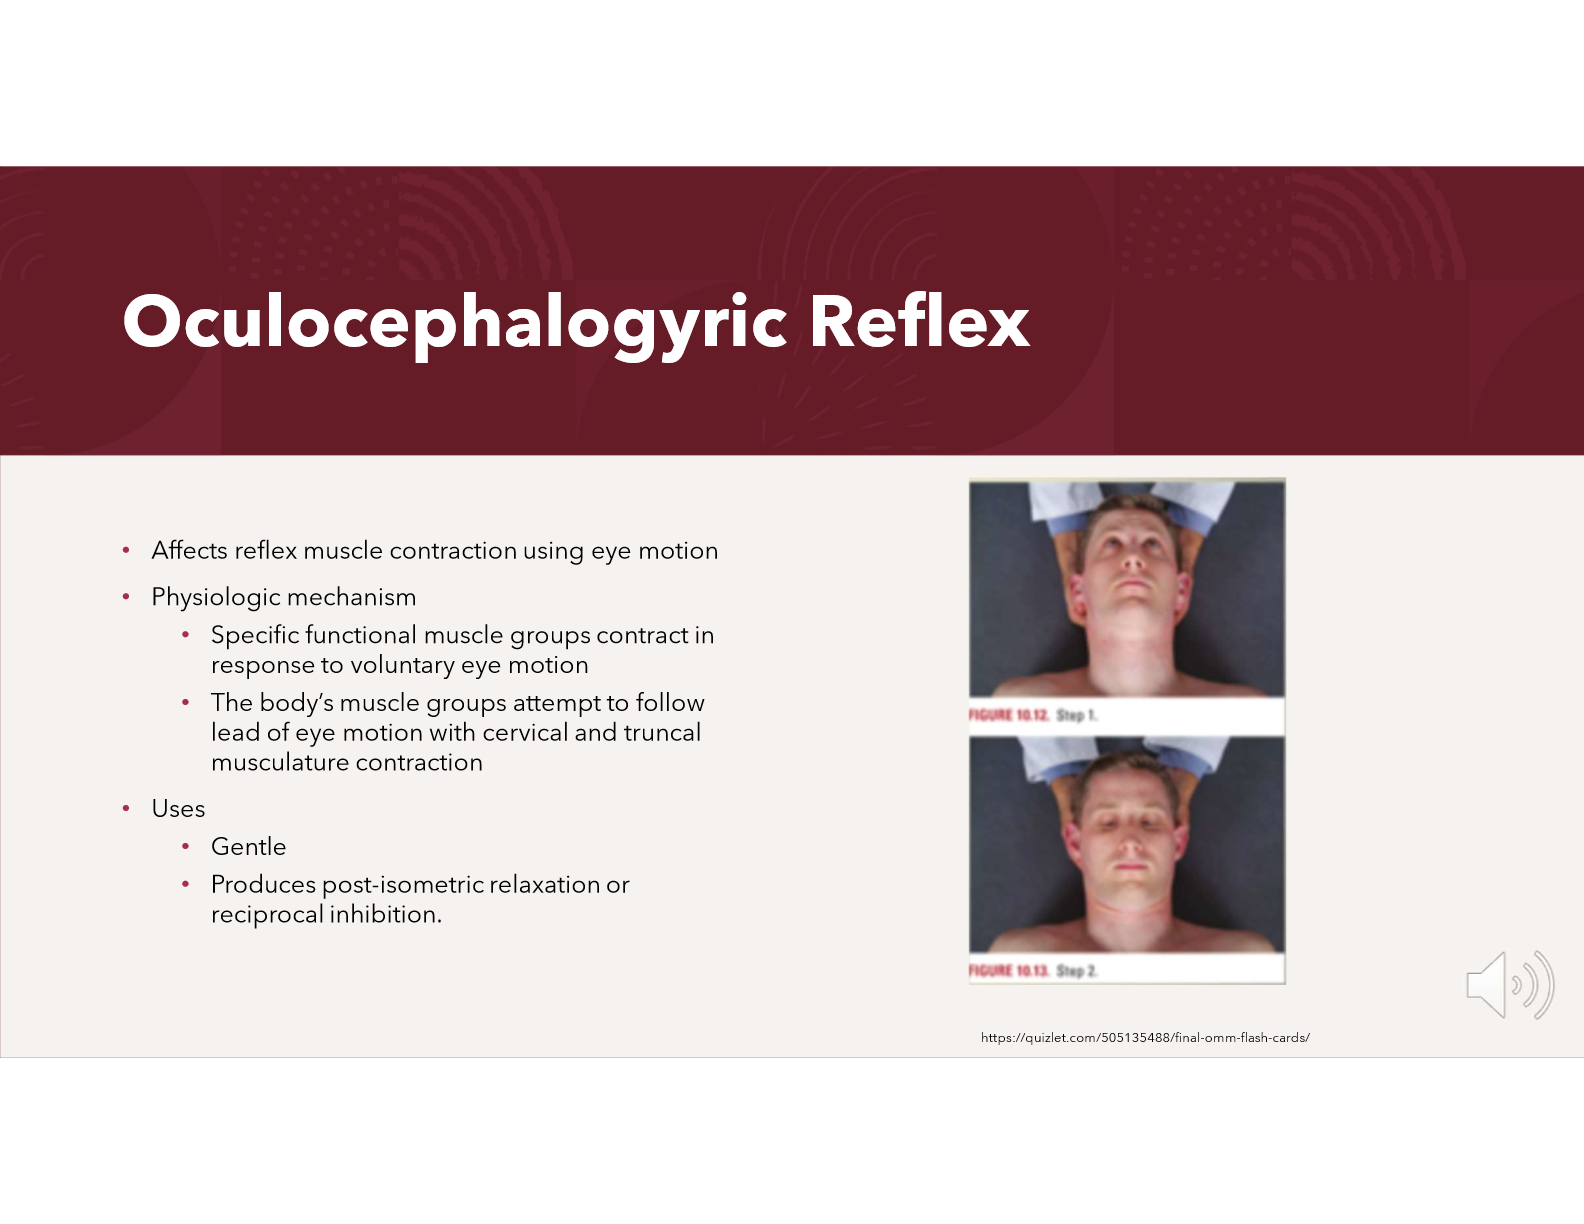 Oculocephalogyric Reflex
• Affects reflex muscle contraction using eye motion
• Physiologic mechanism
• Specific functional muscle groups contract in
response to voluntary eye motion
• The body’s muscle groups attempt to follow
lead of eye motion with cervical and truncal
musculature contraction
• Uses
• Gentle
• Produces post-isometric relaxation or
reciprocal inhibition.
FIGURE 10.12. Step 1.
FIGURE 10.13. Step 2.
https://quizlet.com/505135488/final-omm-flash-cards/